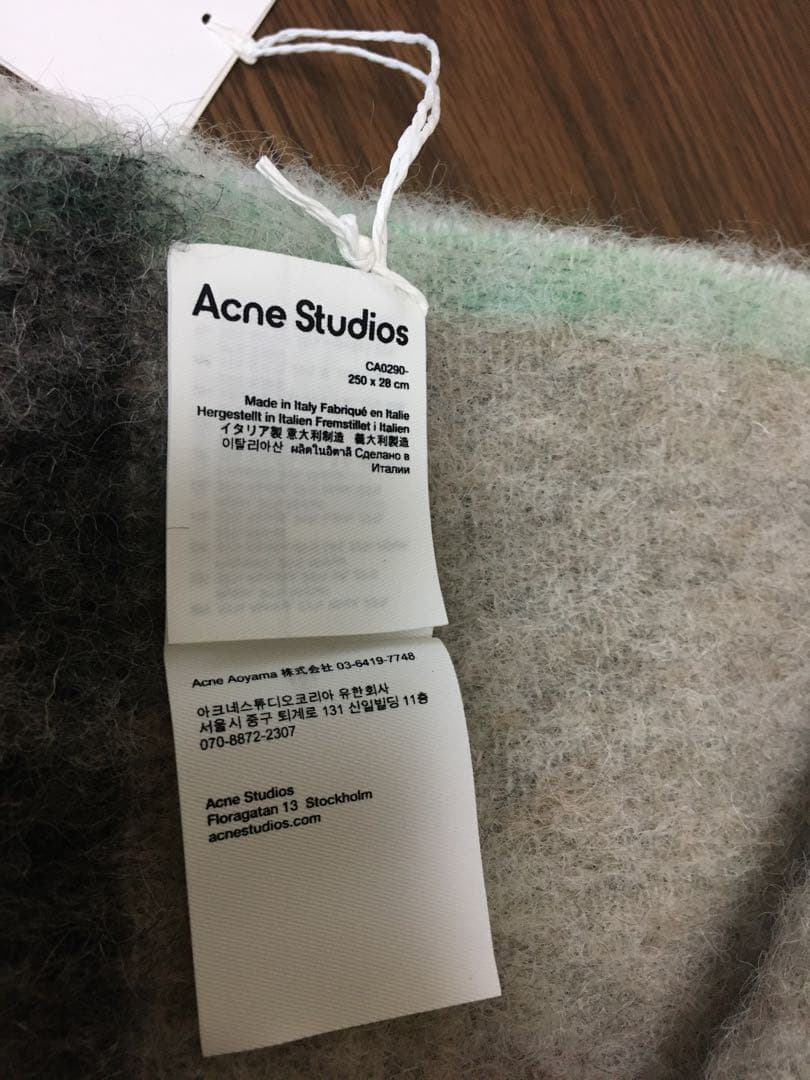 Acne Studios
CA0290-
250 x 28 cm
Made in Italy Fabriqué en Italie
Hergestellt in Italien Fremstillet i Italien
イタリア製 意大利制造 義大利製造
이탈리아산 ผลิตในอิตาลี Сделано в
Италии
Acne Aoyama 株式会社 03-6419-7748
아크네스튜디오코리아 유한회사
서울시 중구 퇴계로 131 신일빌딩 11층
070-8872-2307
Acne Studios
Floragatan 13 Stockholm
acnestudios.com